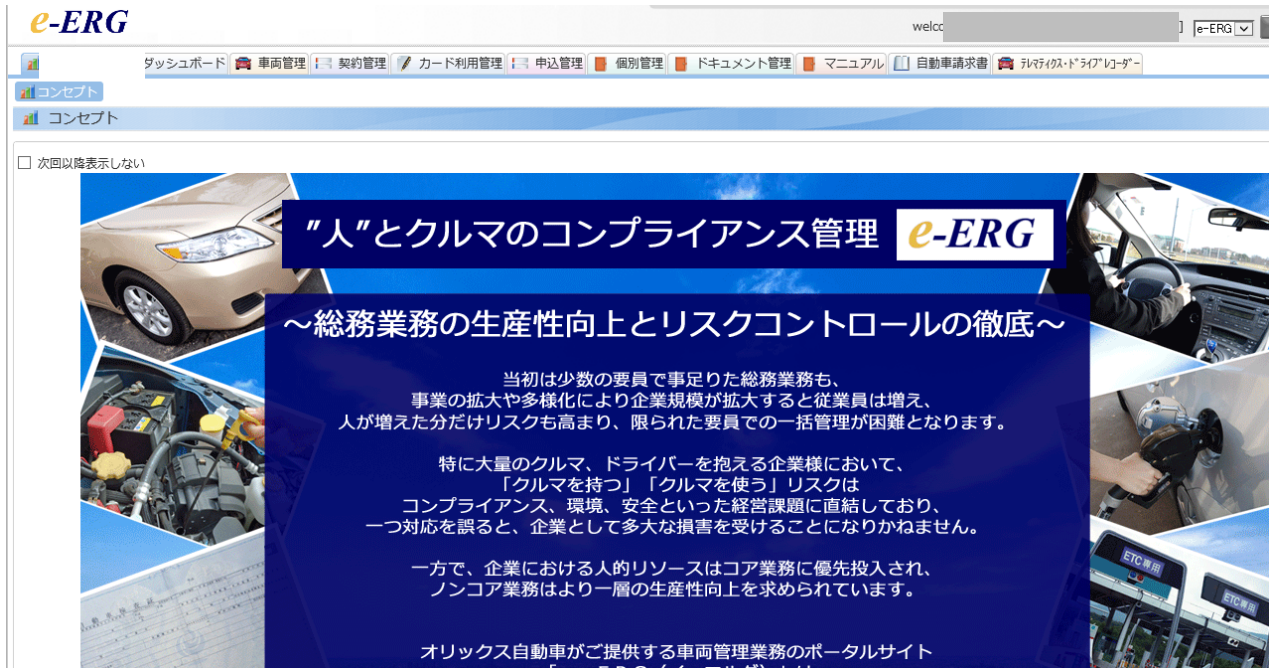 e-ERG
welc
e-ERG
ダッシュボード 車両管理 契約管理 カード利用管理 申込管理 個別管理 ドキュメント管理 マニュアル 自動車請求書 テレマティクス・ドライブレコーダー
コンセプト
コンセプト
次回以降表示しない
”人”とクルマのコンプライアンス管理 e-ERG
～総務業務の生産性向上とリスクコントロールの徹底～
当初は少数の要員で事足りた総務業務も、
事業の拡大や多様化により企業規模が拡大すると従業員は増え、
人が増えた分だけリスクも高まり、限られた要員での一括管理が困難となります。
特に大量のクルマ、ドライバーを抱える企業様において、
「クルマを持つ」「クルマを使う」リスクは
コンプライアンス、環境、安全といった経営課題に直結しており、
一つ対応を誤ると、企業として多大な損害を受けることになりかねません。
一方で、企業における人的リソースはコア業務に優先投入され、
ノンコア業務はより一層の生産性向上を求められています。
オリックス自動車がご提供する車両管理業務のポータルサイト
ETC専用
ETC専用